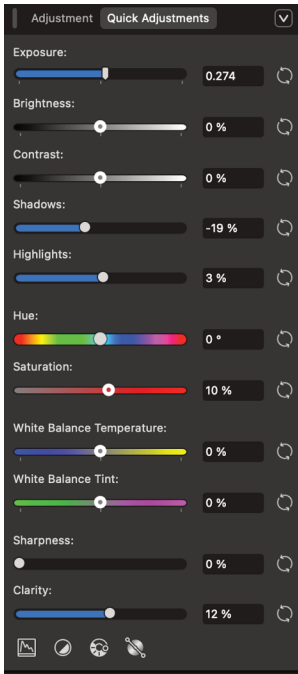 Adjustment Quick Adjustments
Exposure:
0.274
Brightness:
0 %
Contrast:
0 %
Shadows:
-19 %
Highlights:
3 %
Hue:
0 °
Saturation:
10 %
White Balance Temperature:
0 %
White Balance Tint:
0 %
Sharpness:
0 %
Clarity:
12 %